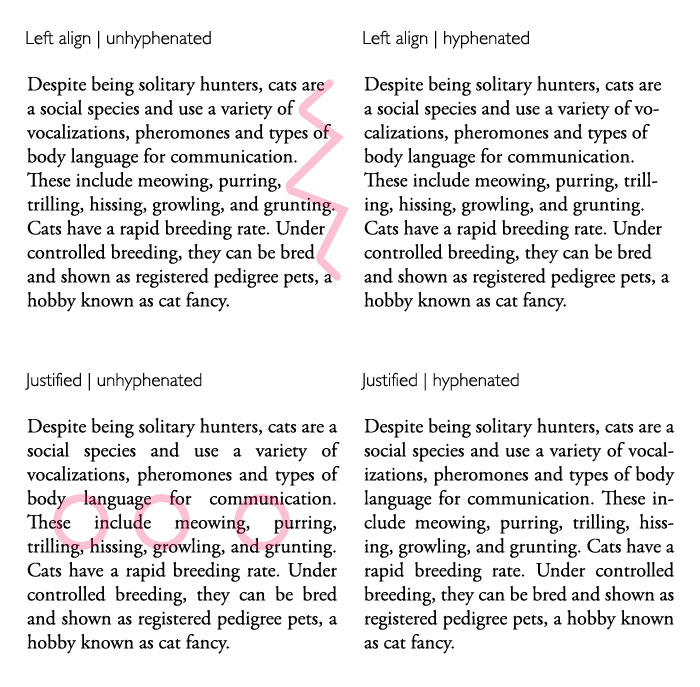 Left align | unhyphenated
Despite being solitary hunters, cats are
a social species and use a variety of
vocalizations, pheromones and types of
body language for communication.
These include meowing, purring,
trilling, hissing, growling, and grunting.
Cats have a rapid breeding rate. Under
controlled breeding, they can be bred
and shown as registered pedigree pets, a
hobby known as cat fancy.
Left align | hyphenated
Despite being solitary hunters, cats are
a social species and use a variety of vo-
calizations, pheromones and types of
body language for communication.
These include meowing, purring, trill-
ing, hissing, growling, and grunting.
Cats have a rapid breeding rate. Under
controlled breeding, they can be bred
and shown as registered pedigree pets, a
hobby known as cat fancy.
Justified | unhyphenated
Despite being solitary hunters, cats are a
social species and use a variety of
vocalizations, pheromones and types of
body language for communication.
These include meowing, purring,
trilling, hissing, growling, and grunting.
Cats have a rapid breeding rate. Under
controlled breeding, they can be bred
and shown as registered pedigree pets, a
hobby known as cat fancy.
Justified | hyphenated
Despite being solitary hunters, cats are a
social species and use a variety of vocal-
izations, pheromones and types of body
language for communication. These in-
clude meowing, purring, trilling, hiss-
ing, growling, and grunting. Cats have a
rapid breeding rate. Under controlled
breeding, they can be bred and shown as
registered pedigree pets, a hobby known
as cat fancy.